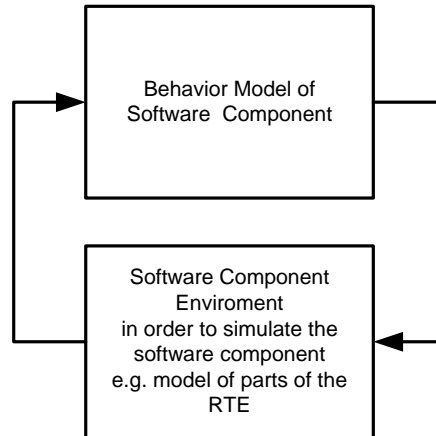 Behavior Model of
Software Component
Software Component
Enviroment
in order to simulate the
software component
e.g. model of parts of the
RTE